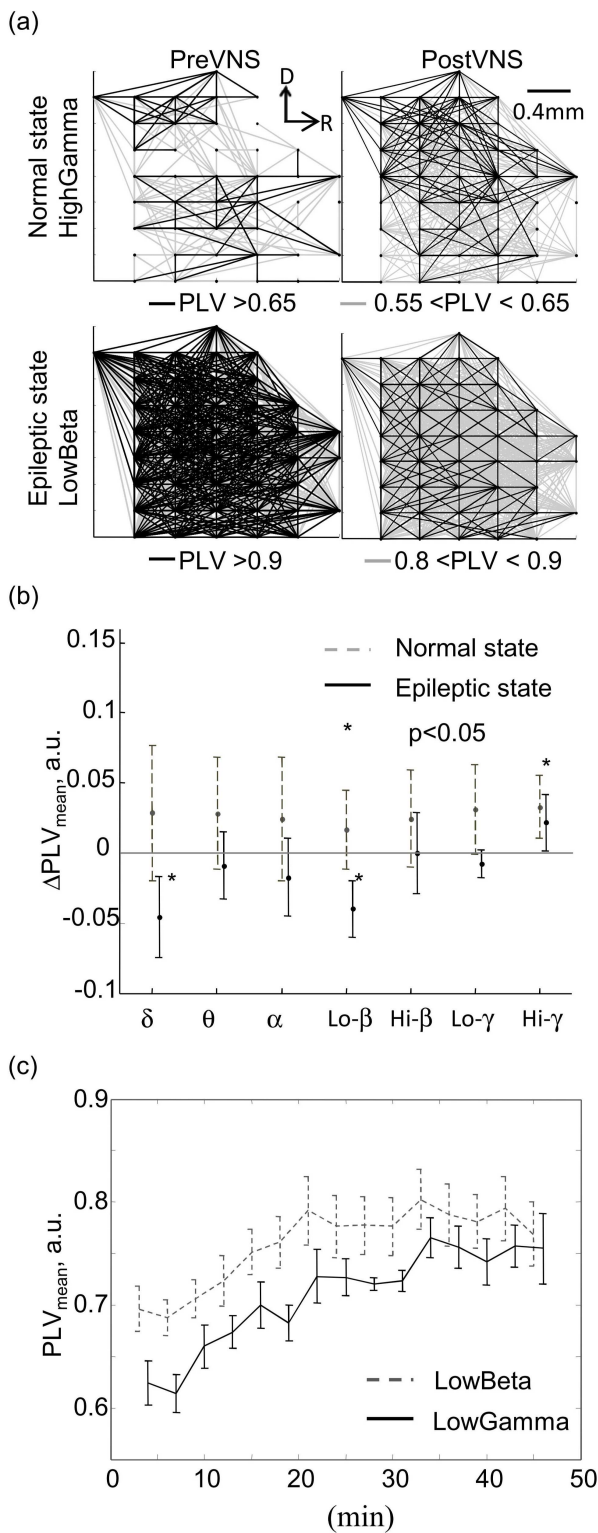 (a)
PreVNS
PostVNS
D
R
0.4mm
Normal state
HighGamma
PLV >0.65
0.55 <PLV < 0.65
Epileptic state
LowBeta
PLV >0.9
0.8 <PLV < 0.9
(b)
0.15
0.1
0.05
0
-0.05
-0.1
ΔPLVmean, a.u.
Normal state
Epileptic state
* p<0.05
*
*
*
δ θ α Lo-β Hi-β Lo-γ Hi-γ
(c)
0.9
0.8
0.7
0.6
PLVmean, a.u.
LowBeta
LowGamma
0 10 20 30 40 50
(min)